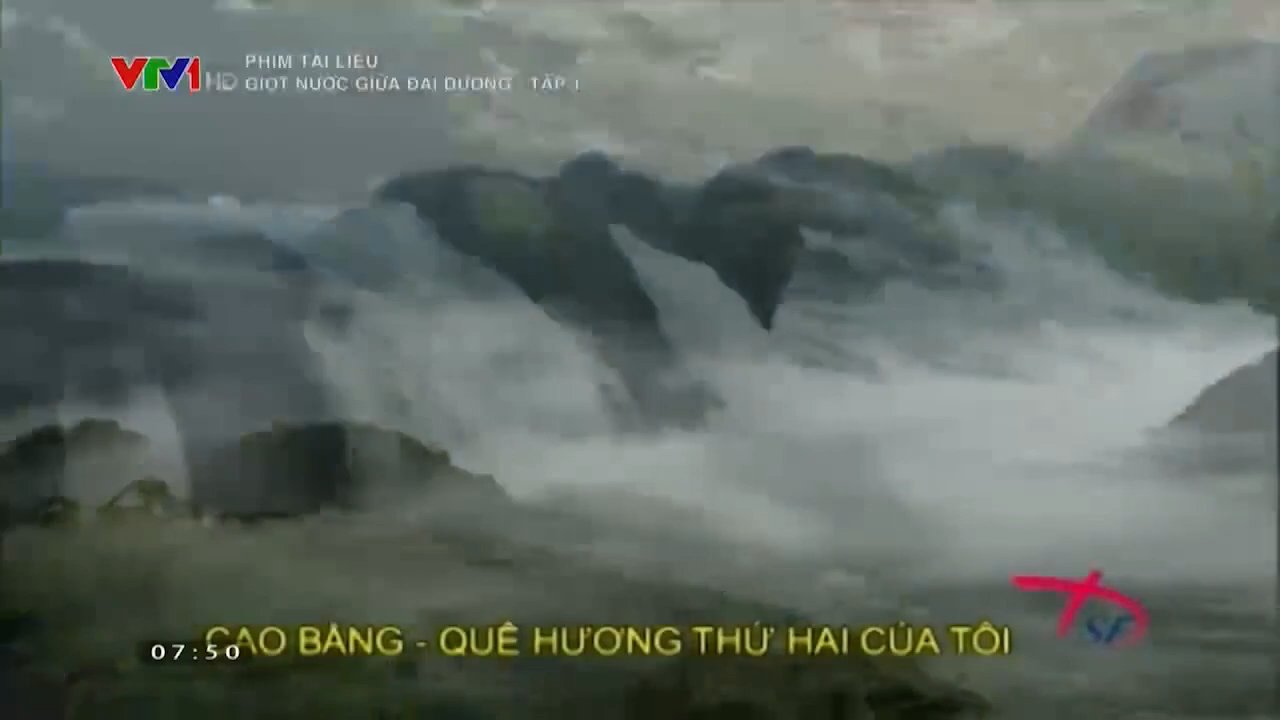 VTV1 HD
PHIM TÀI LIỆU
GIỌT NƯỚC GIỮA ĐẠI DƯƠNG - TẬP 1
SF
07:50
CAO BẰNG - QUÊ HƯƠNG THỨ HAI CỦA TÔI